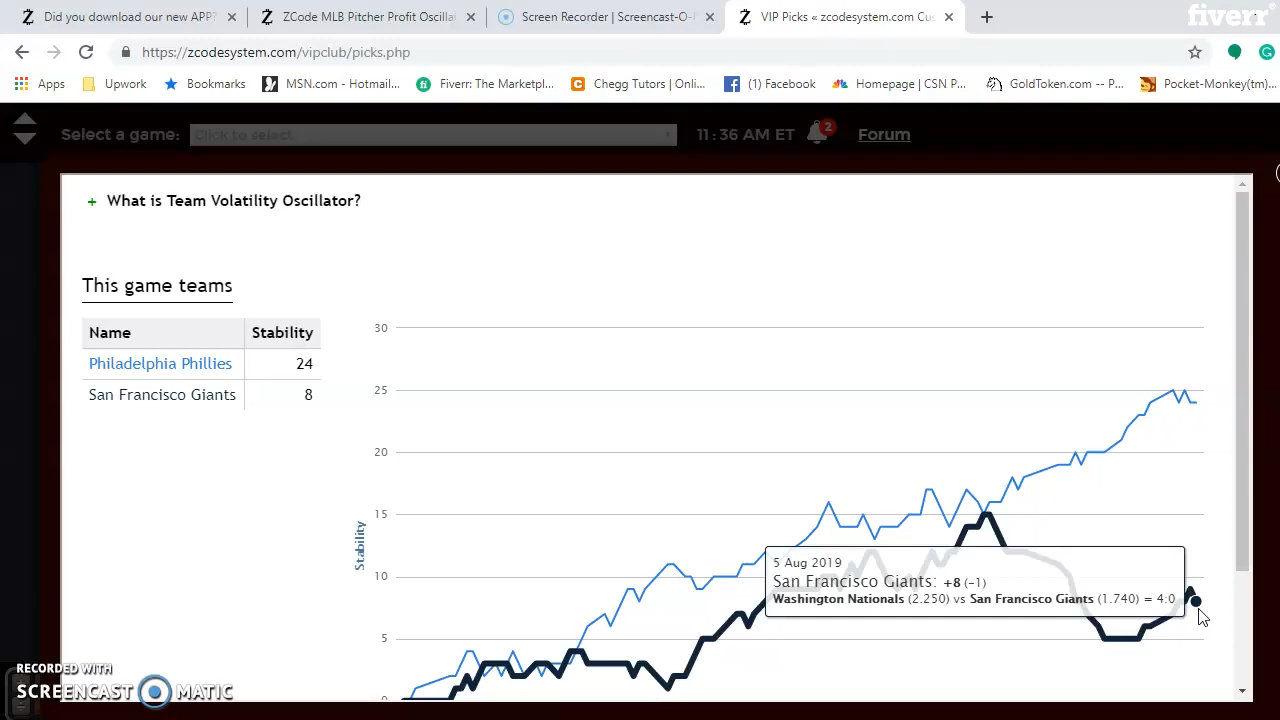 Did you download our new APP?
ZCode MLB Pitcher Profit Oscilla
Screen Recorder | Screencast-O-
VIP Picks « zcodesystem.com Cus
fiverr
https://zcodesystem.com/vipclub/picks.php
Apps
Upwork
Bookmarks
MSN.com - Hotmail...
Fiverr: The Marketpl...
Chegg Tutors | Onli...
(1) Facebook
Homepage | CSN P...
GoldToken.com -- P...
Pocket-Monkey(tm)...
Select a game:
Click to select
11:36 AM ET
2
Forum
+ What is Team Volatility Oscillator?
This game teams
Name Stability
Philadelphia Phillies 24
San Francisco Giants 8
30
25
20
15
10
5
0
Stability
5 Aug 2019
San Francisco Giants: +8 (-1)
Washington Nationals (2.250) vs San Francisco Giants (1.740) = 4:0
RECORDED WITH
SCREENCAST MATIC